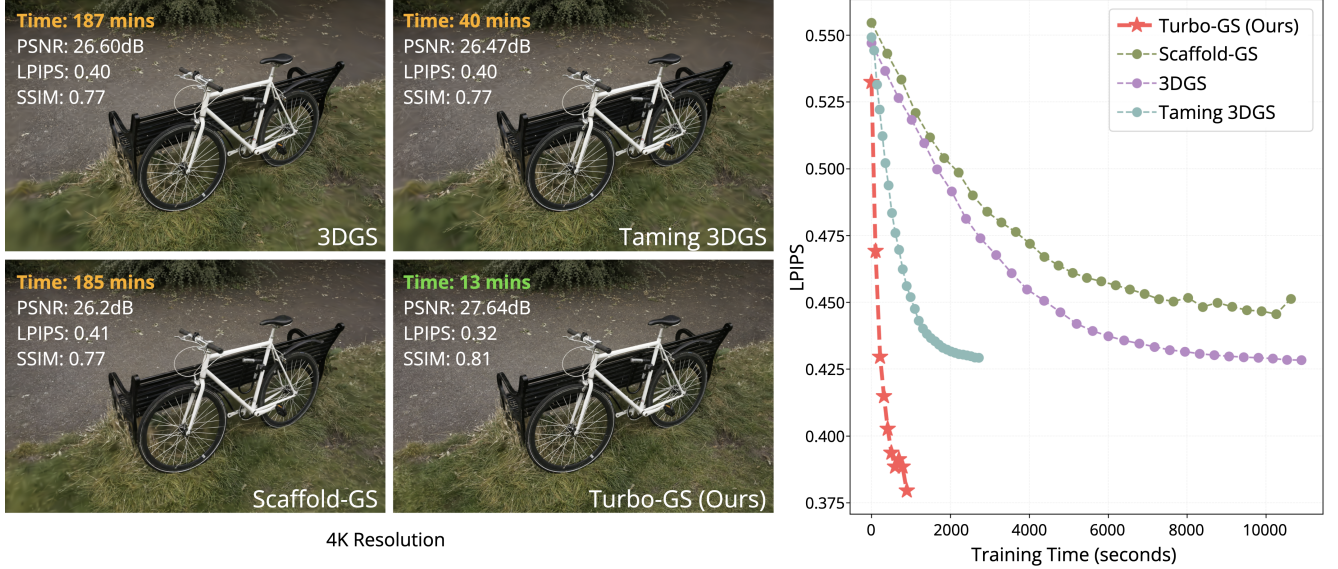 Time: 187 mins
PSNR: 26.60dB
LPIPS: 0.40
SSIM: 0.77
3DGS
Time: 40 mins
PSNR: 26.47dB
LPIPS: 0.40
SSIM: 0.77
Taming 3DGS
Time: 185 mins
PSNR: 26.2dB
LPIPS: 0.41
SSIM: 0.77
Scaffold-GS
Time: 13 mins
PSNR: 27.64dB
LPIPS: 0.32
SSIM: 0.81
Turbo-GS (Ours)
4K Resolution
LPIPS
0.550
0.525
0.500
0.475
0.450
0.425
0.400
0.375
Turbo-GS (Ours)
Scaffold-GS
3DGS
Taming 3DGS
0 2000 4000 6000 8000 10000
Training Time (seconds)